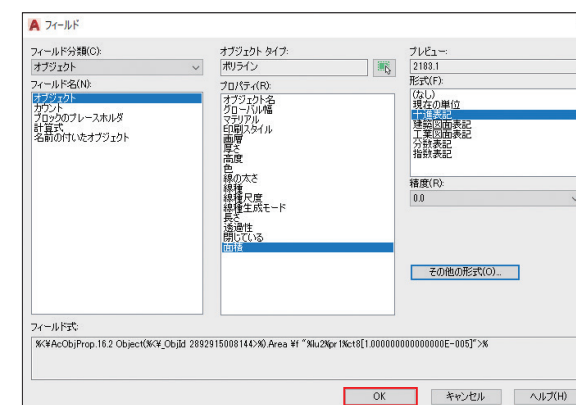 フィールド
フィールド分類(C):
オブジェクト
フィールド名(N):
オブジェクト
カウント
ブロックのプレースホルダ
計算式
名前の付いたオブジェクト
オブジェクト タイプ:
ポリライン
プロパティ(R):
オブジェクト名
グローバル幅
マテリアル
印刷スタイル
画層
厚さ
高度
色
線の太さ
線種
線種尺度
線種生成モード
長さ
透過性
閉じている
面積
プレビュー:
2183.1
形式(F):
(なし)
現在の単位
十進表記
建築図面表記
工業図面表記
分数表記
指数表記
精度(R):
0.0
その他の形式(O)...
フィールド式:
%<¥AcObjProp.16.2 Object(%<¥_ObjId 2892915008144>%).Area ¥f "%lu2%pr1%ct8[1.000000000000000E-005]">%
OK
キャンセル
ヘルプ(H)